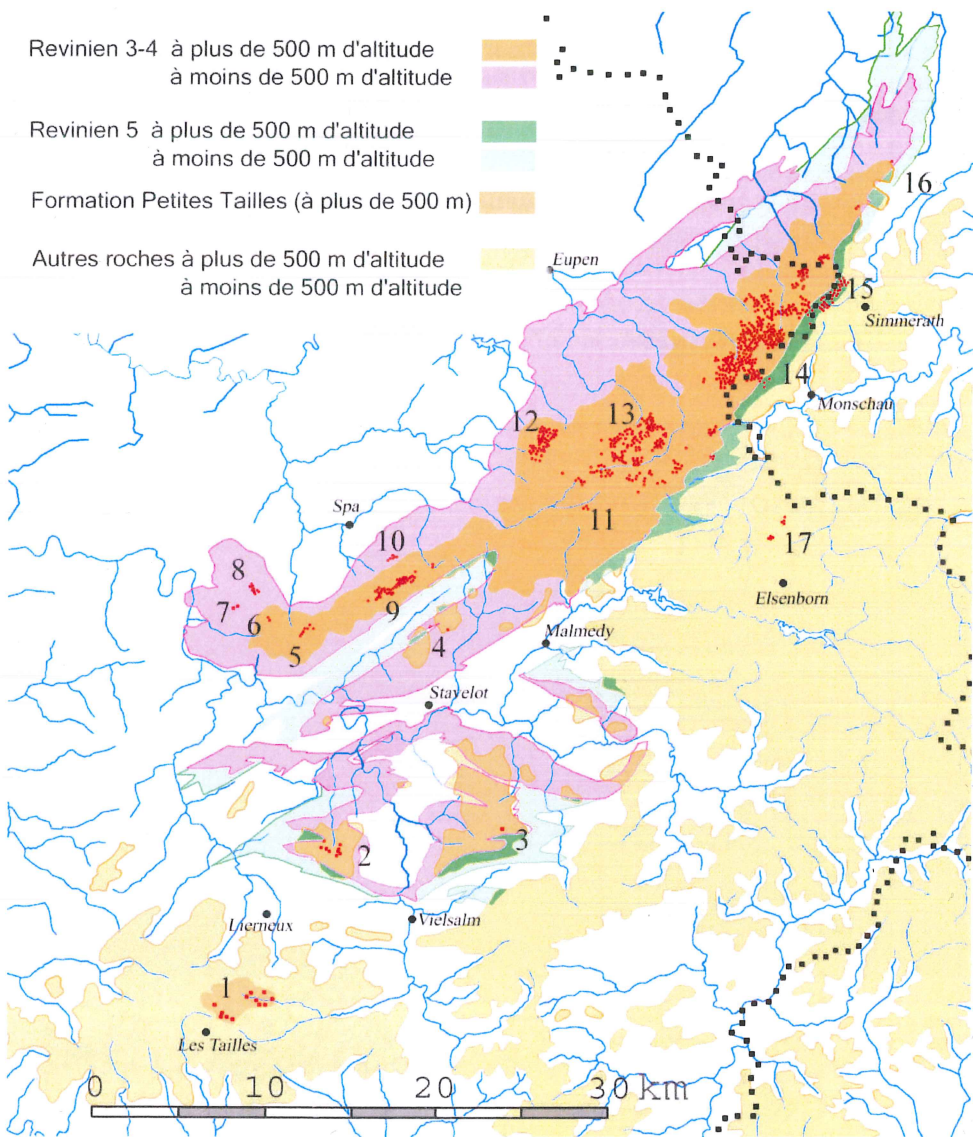 Revinien 3-4 à plus de 500 m d'altitude
à moins de 500 m d'altitude
Revinien 5 à plus de 500 m d'altitude
à moins de 500 m d'altitude
Formation Petites Tailles (à plus de 500 m)
Autres roches à plus de 500 m d'altitude
à moins de 500 m d'altitude
16
Eupen
15
Simmerath
14
Monschau
12
13
Spa
11
10
17
8
Elsenborn
7
9
6
5
4
Malmedy
Stavelot
2
3
Lierneux
Vielsalm
1
Les Tailles
0 10 20 30 km